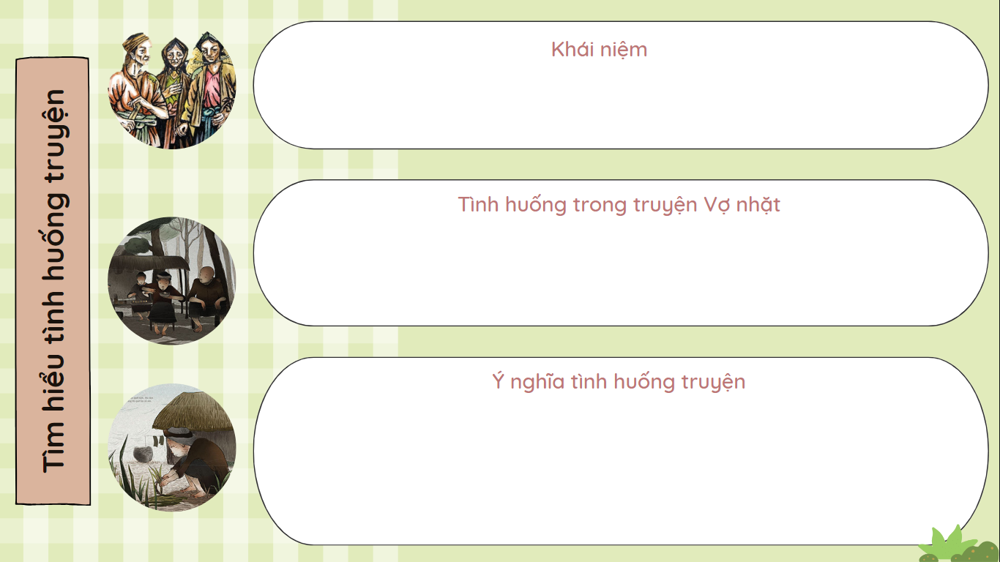 Tìm hiểu tình huống truyện
Khái niệm
Tình huống trong truyện Vợ nhặt
Ý nghĩa tình huống truyện